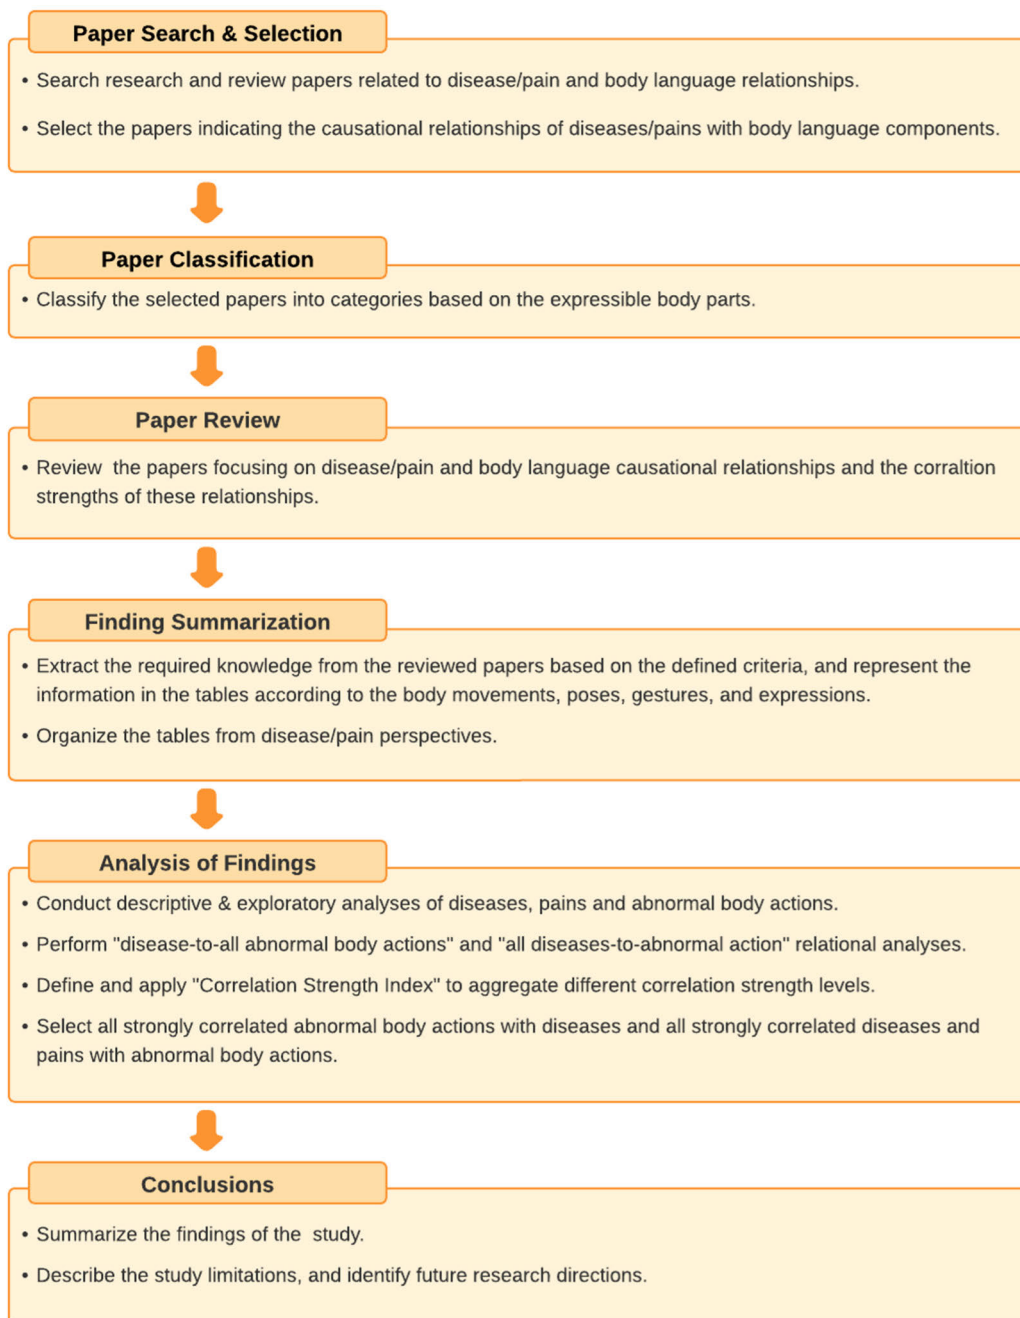 Paper Search & Selection
• Search research and review papers related to disease/pain and body language relationships.
• Select the papers indicating the causational relationships of diseases/pains with body language components.
Paper Classification
• Classify the selected papers into categories based on the expressible body parts.
Paper Review
• Review  the papers focusing on disease/pain and body language causational relationships and the corraltion
strengths of these relationships.
Finding Summarization
• Extract the required knowledge from the reviewed papers based on the defined criteria, and represent the
information in the tables according to the body movements, poses, gestures, and expressions.
• Organize the tables from disease/pain perspectives.
Analysis of Findings
• Conduct descriptive & exploratory analyses of diseases, pains and abnormal body actions.
• Perform "disease-to-all abnormal body actions" and "all diseases-to-abnormal action" relational analyses.
• Define and apply "Correlation Strength Index" to aggregate different correlation strength levels.
• Select all strongly correlated abnormal body actions with diseases and all strongly correlated diseases and
pains with abnormal body actions.
Conclusions
• Summarize the findings of the  study.
• Describe the study limitations, and identify future research directions.